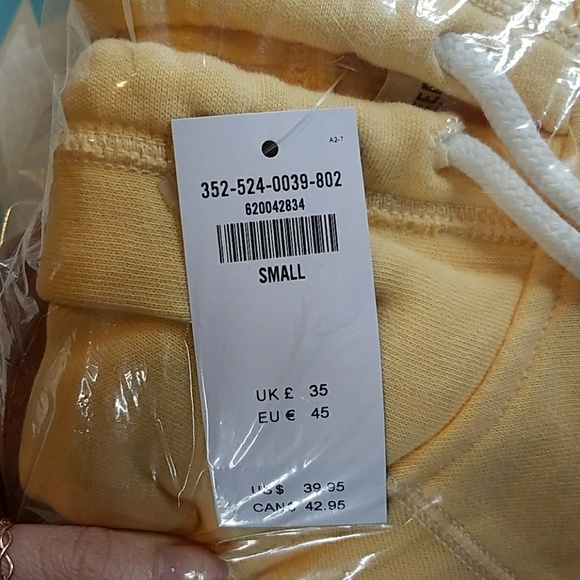 A2-7
352-524-0039-802
620042834
SMALL
UK £ 35
EU € 45
US $ 39.95
CAN$ 42.95